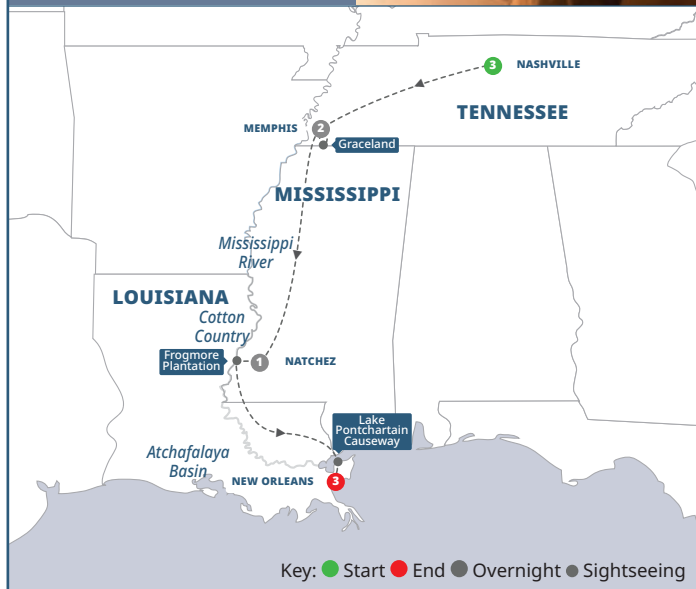 3 NASHVILLE
TENNESSEE
MEMPHIS 2
Graceland
MISSISSIPPI
Mississippi
River
LOUISIANA
Cotton
Country
Frogmore
Plantation
1 NATCHEZ
Lake
Pontchartain
Causeway
Atchafalaya
Basin
NEW ORLEANS 3
Key: Start End Overnight Sightseeing